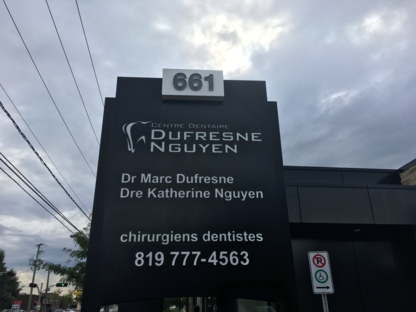 661
CENTRE DENTAIRE
DUFRESNE
NGUYEN
Dr Marc Dufresne
Dre Katherine Nguyen
chirurgiens dentistes
819 777-4563
P